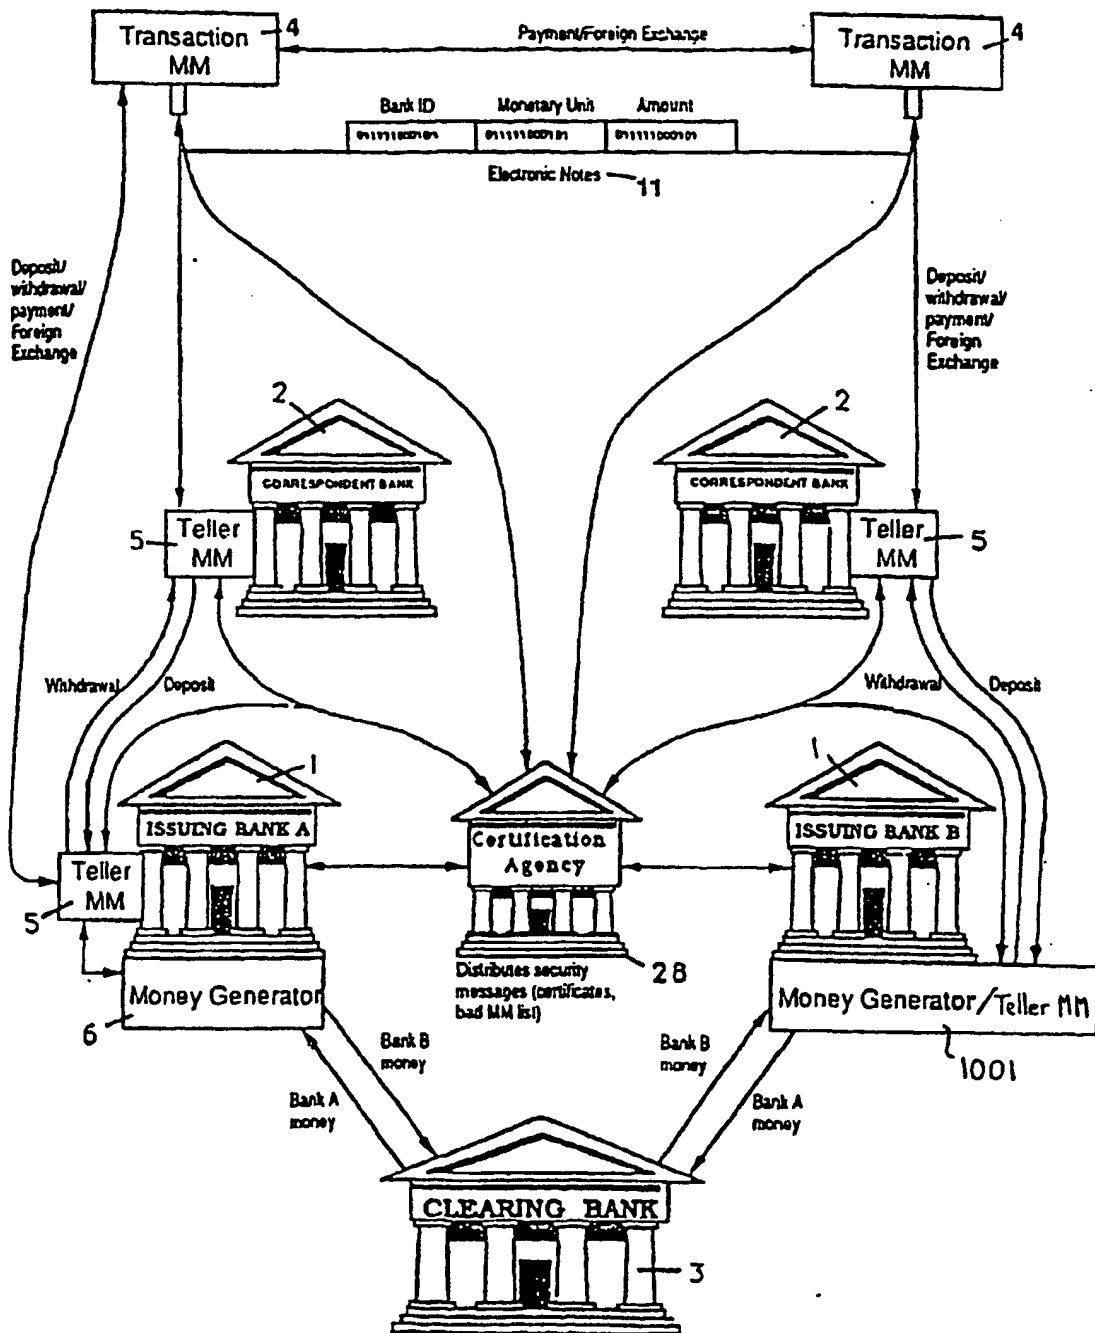 Transaction
MM
4
Payment/Foreign Exchange
Transaction
MM
4
Bank ID
Monetary Unit
Amount
011111000101
011111000101
011111000101
Electronic Notes
11
Deposit/
withdrawal/
payment/
Foreign
Exchange
Deposit/
withdrawal/
payment/
Foreign
Exchange
2
CORRESPONDENT BANK
2
CORRESPONDENT BANK
Teller
MM
5
Teller
MM
5
Withdrawal
Deposit
Withdrawal
Deposit
1
ISSUING BANK A
Certification
Agency
1
ISSUING BANK B
Teller
MM
5
Distributes security
messages (certificates,
bad MM list)
28
Money Generator
6
Money Generator/Teller MM
1001
Bank B
money
Bank A
money
Bank B
money
Bank A
money
CLEARING BANK
3